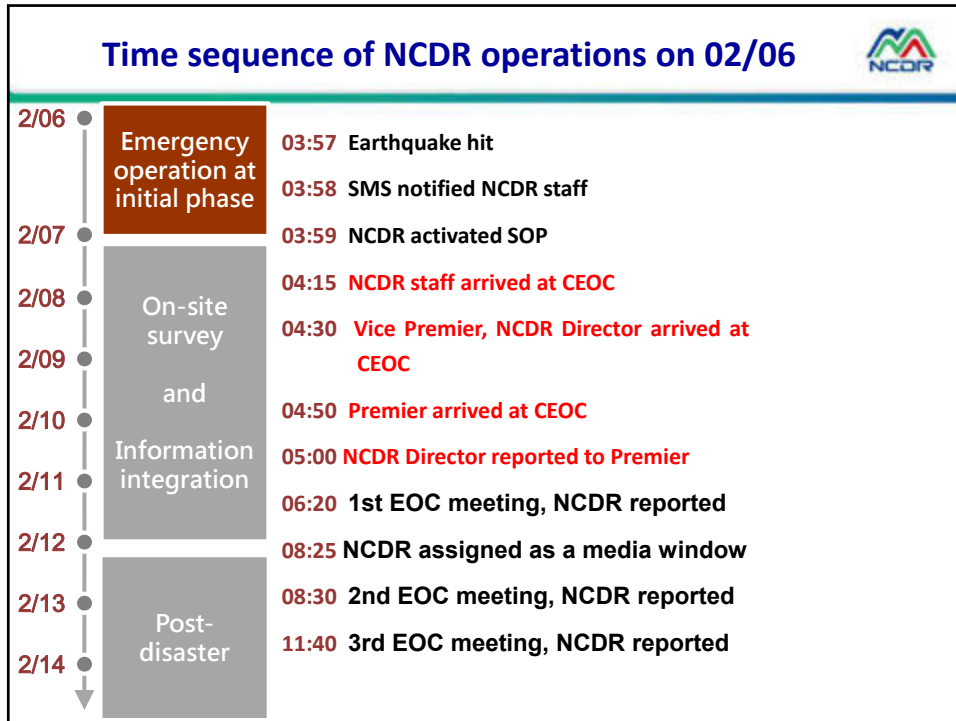 Time sequence of NCDR operations on 02/06
NCDR
2/06
2/07
2/08
2/09
2/10
2/11
2/12
2/13
2/14
Emergency
operation at
initial phase
On-site
survey
and
Information
integration
Post-
disaster
03:57 Earthquake hit
03:58 SMS notified NCDR staff
03:59 NCDR activated SOP
04:15 NCDR staff arrived at CEOC
04:30 Vice Premier, NCDR Director arrived at
CEOC
04:50 Premier arrived at CEOC
05:00 NCDR Director reported to Premier
06:20 1st EOC meeting, NCDR reported
08:25 NCDR assigned as a media window
08:30 2nd EOC meeting, NCDR reported
11:40 3rd EOC meeting, NCDR reported